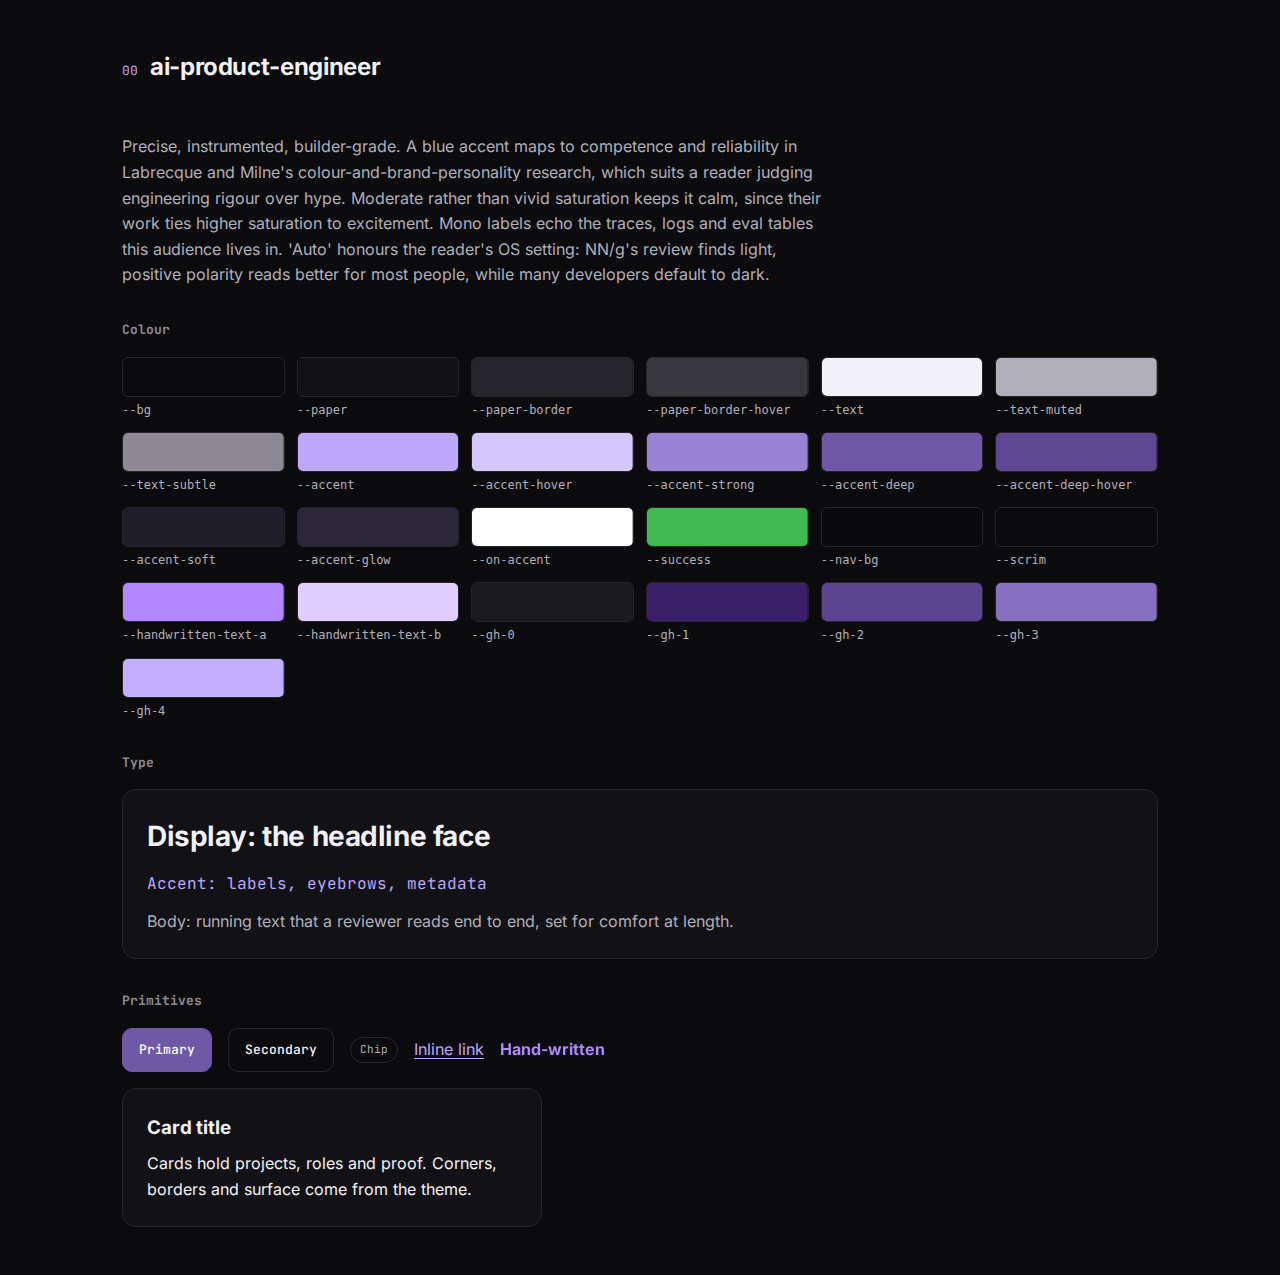 00 ai-product-engineer
Precise, instrumented, builder-grade. A blue accent maps to competence and reliability in
Labrecque and Milne's colour-and-brand-personality research, which suits a reader judging
engineering rigour over hype. Moderate rather than vivid saturation keeps it calm, since their
work ties higher saturation to excitement. Mono labels echo the traces, logs and eval tables
this audience lives in. 'Auto' honours the reader's OS setting: NN/g's review finds light,
positive polarity reads better for most people, while many developers default to dark.
Colour
--bg --paper --paper-border --paper-border-hover --text --text-muted
--text-subtle --accent --accent-hover --accent-strong --accent-deep --accent-deep-hover
--accent-soft --accent-glow --on-accent --success --nav-bg --scrim
--handwritten-text-a --handwritten-text-b --gh-0 --gh-1 --gh-2 --gh-3
--gh-4
Type
Display: the headline face
Accent: labels, eyebrows, metadata
Body: running text that a reviewer reads end to end, set for comfort at length.
Primitives
Primary Secondary Chip Inline link Hand-written
Card title
Cards hold projects, roles and proof. Corners,
borders and surface come from the theme.